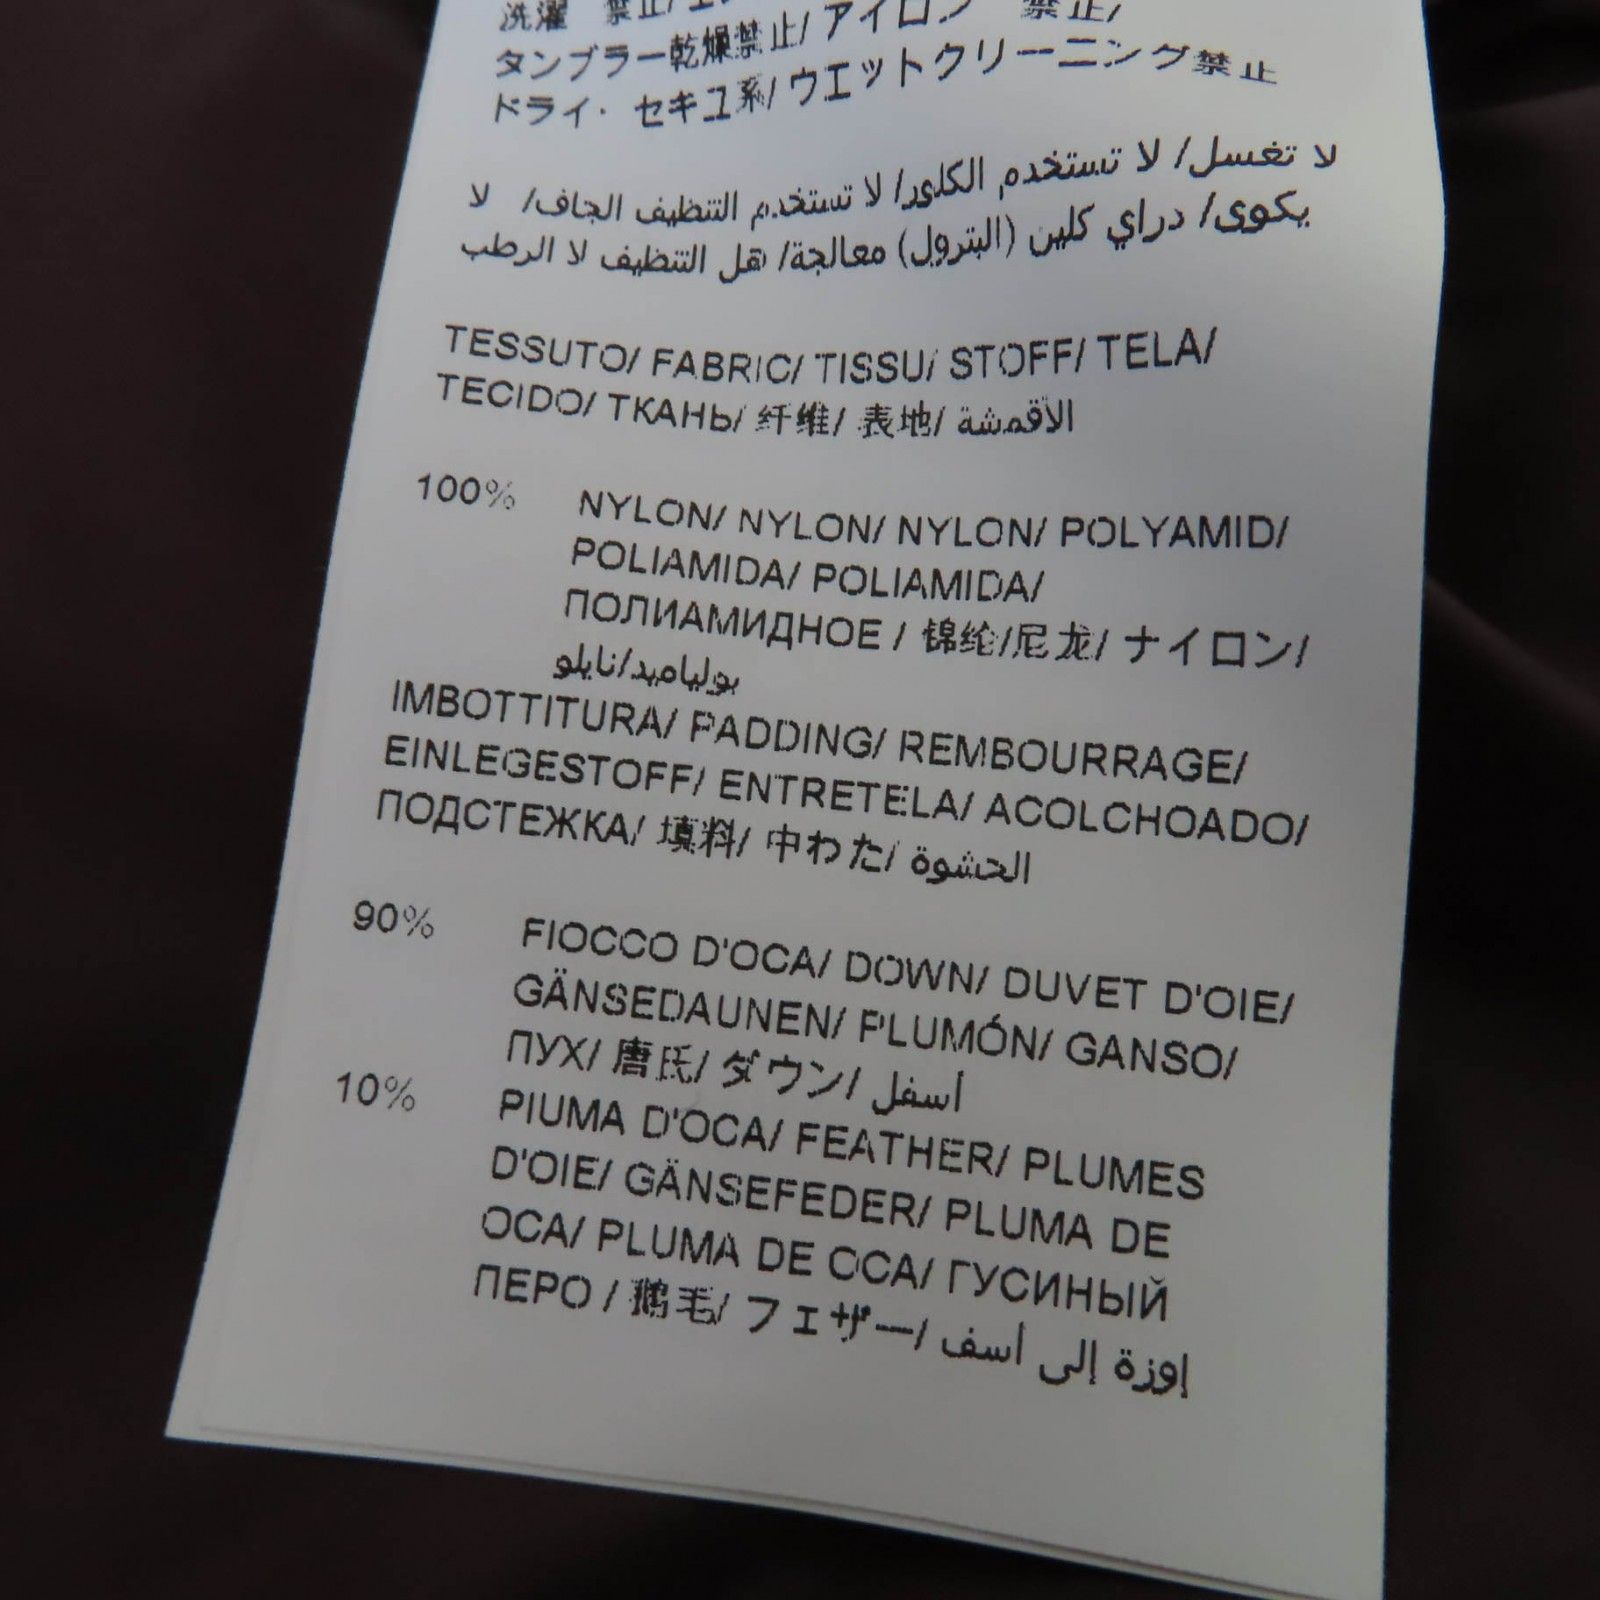 洗濯 禁止/
タンブラー乾燥禁止/ アイロン 禁止/
ドライ・ セキユ系/ ウエットクリーニング禁止
لا تغسل/ لا تستخدم الكلور/ لا تستخدم التنظيف الجاف/ لا
يكوى/ دراي كلين (البترول) معالجة/ هل التنظيف لا الرطب
TESSUTO/ FABRIC/ TISSU/ STOFF/ TELA/
TECIDO/ ТКАНЬ/ 纤维/ 表地/ الأقمشة
100% NYLON/ NYLON/ NYLON/ POLYAMID/
POLIAMIDA/ POLIAMIDA/
ПОЛИАМИДНОЕ / 锦纶/尼龙/ ナイロン/
بولياميد/نايلو
IMBOTTITURA/ PADDING/ REMBOURRAGE/
EINLEGESTOFF/ ENTRETELA/ ACOLCHOADO/
ПОДСТЕЖКА/ 填料/ 中わた/ الحشوة
90% FIOCCO D'OCA/ DOWN/ DUVET D'OIE/
GÄNSEDAUNEN/ PLUMÓN/ GANSO/
ПУХ/ 唐氏/ ダウン/ أسفل
10% PIUMA D'OCA/ FEATHER/ PLUMES
D'OIE/ GÄNSEFEDER/ PLUMA DE
OCA/ PLUMA DE OCA/ ГУСИНЫЙ
ПЕРО / 鹅毛/ フェザー/ إوزة إلى أسف